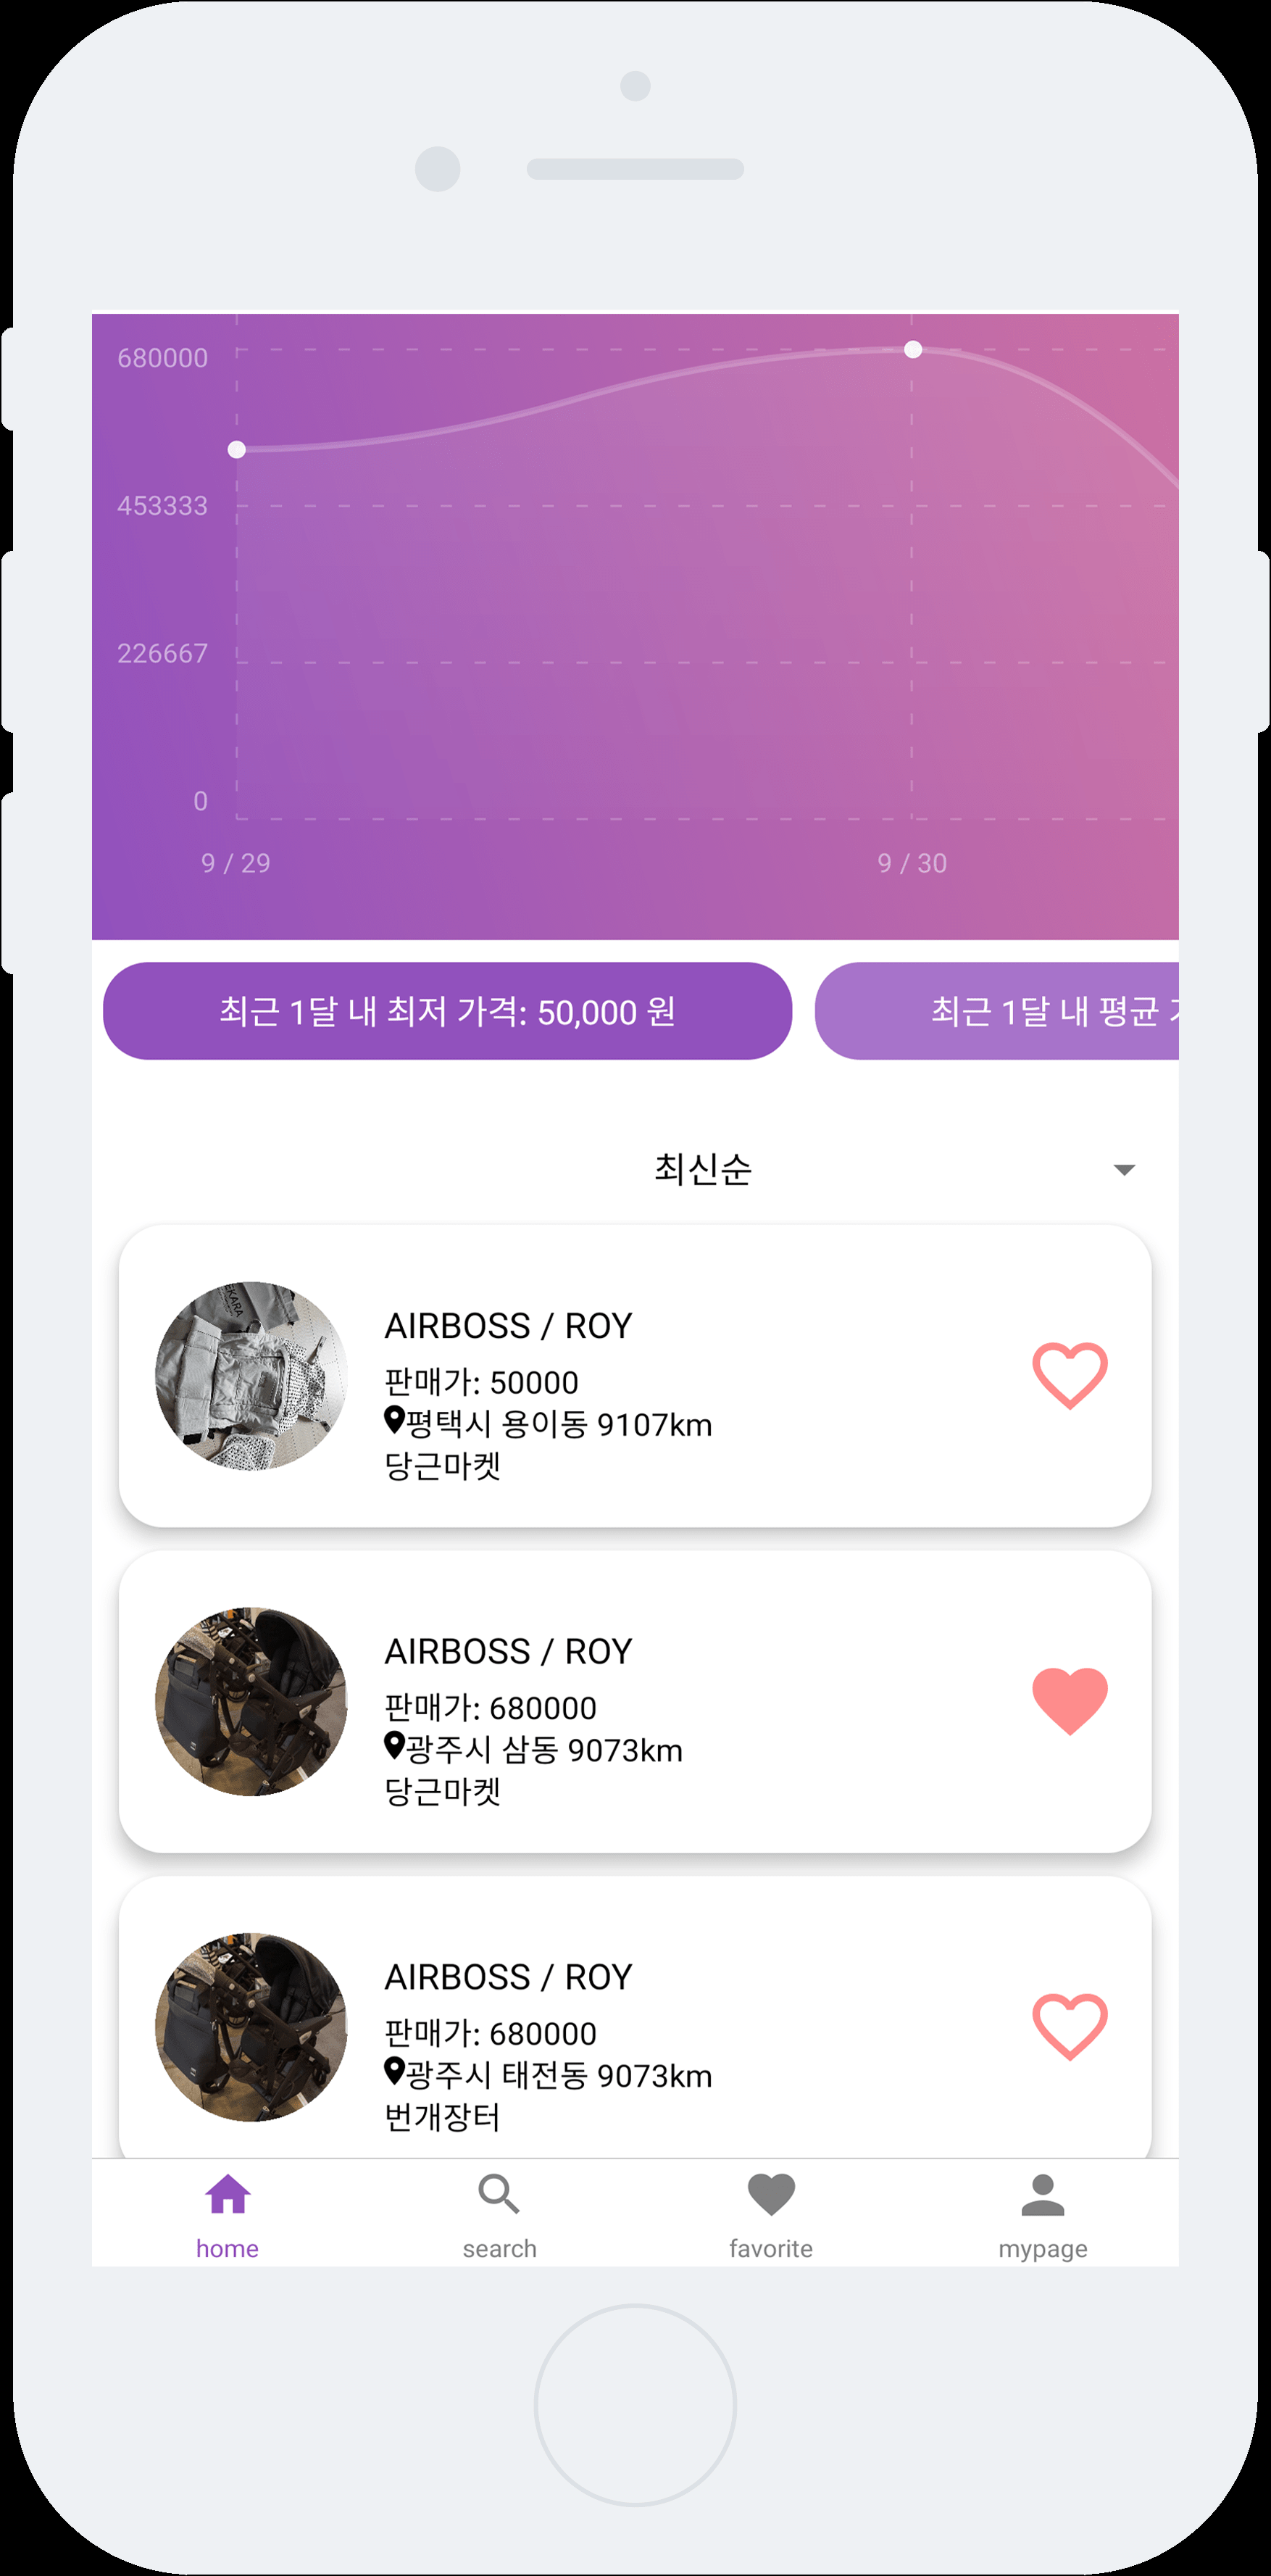 680000
453333
226667
0
9 / 29
9 / 30
최근 1달 내 최저 가격: 50,000 원
최근 1달 내 평균
최신순
EKARA
AIRBOSS / ROY
판매가: 50000
평택시 용이동 9107km
당근마켓
AIRBOSS / ROY
판매가: 680000
광주시 삼동 9073km
당근마켓
AIRBOSS / ROY
판매가: 680000
광주시 태전동 9073km
번개장터
home
search
favorite
mypage